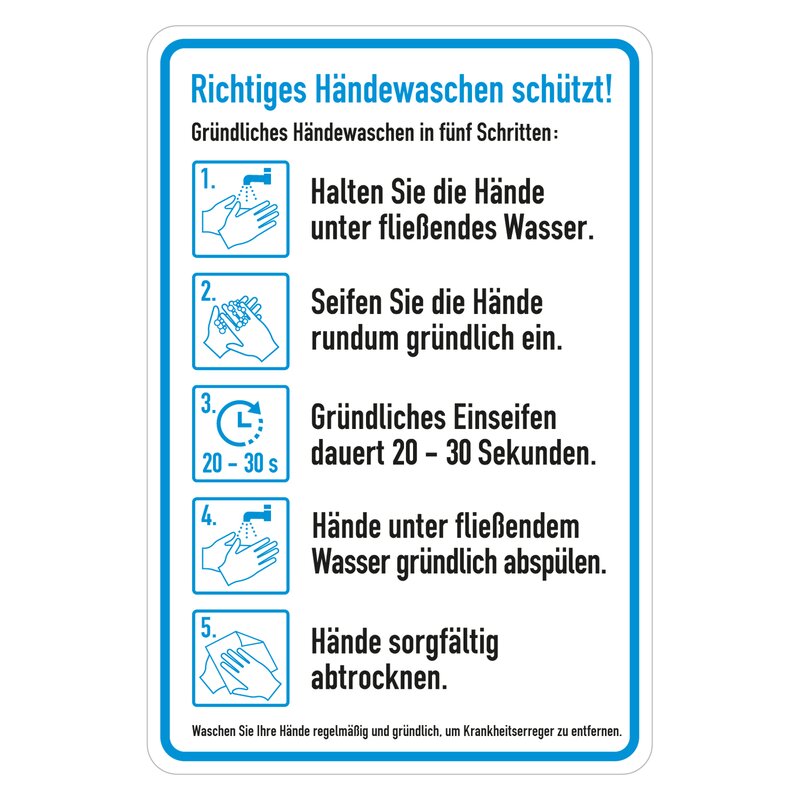 Richtiges Händewaschen schützt!
Gründliches Händewaschen in fünf Schritten:
1.
Halten Sie die Hände
unter fließendes Wasser.
2.
Seifen Sie die Hände
rundum gründlich ein.
3.
20 – 30 s
Gründliches Einseifen
dauert 20 – 30 Sekunden.
4.
Hände unter fließendem
Wasser gründlich abspülen.
5.
Hände sorgfältig
abtrocknen.
Waschen Sie Ihre Hände regelmäßig und gründlich, um Krankheitserreger zu entfernen.